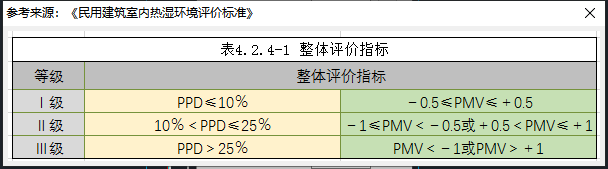 参考来源：《民用建筑室内热湿环境评价标准》
表4.2.4-1 整体评价指标
等级 整体评价指标
Ⅰ级 PPD≤10% －0.5≤PMV≤＋0.5
Ⅱ级 10%＜PPD≤25% －1≤PMV＜－0.5或＋0.5＜PMV≤＋1
Ⅲ级 PPD＞25% PMV＜－1或PMV＞＋1